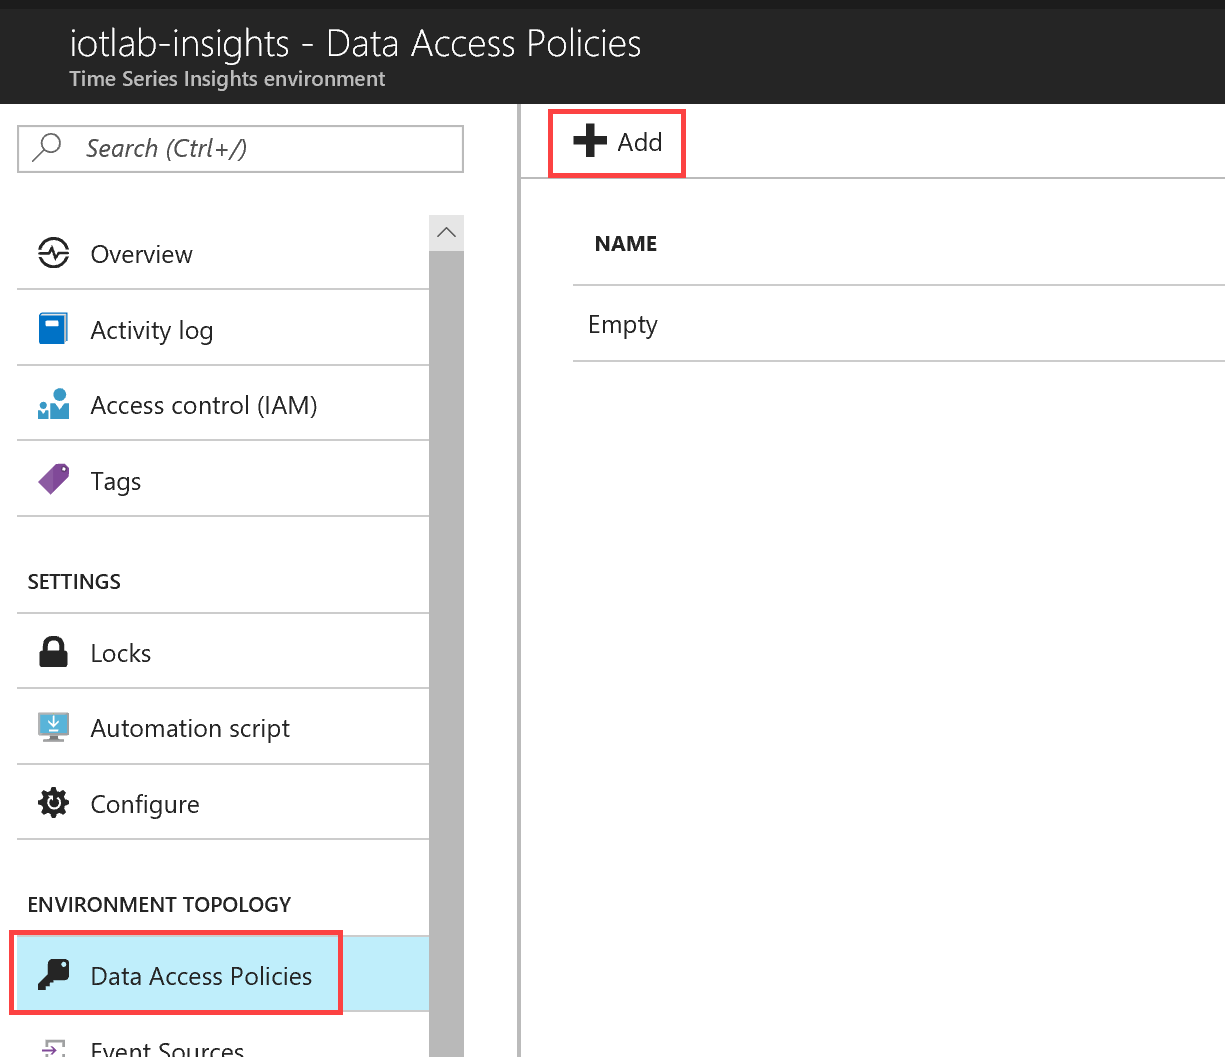 iotlab-insights - Data Access Policies
Time Series Insights environment
Search (Ctrl+/)
Overview
Activity log
Access control (IAM)
Tags
SETTINGS
Locks
Automation script
Configure
ENVIRONMENT TOPOLOGY
Data Access Policies
Event Sources
Add
NAME
Empty